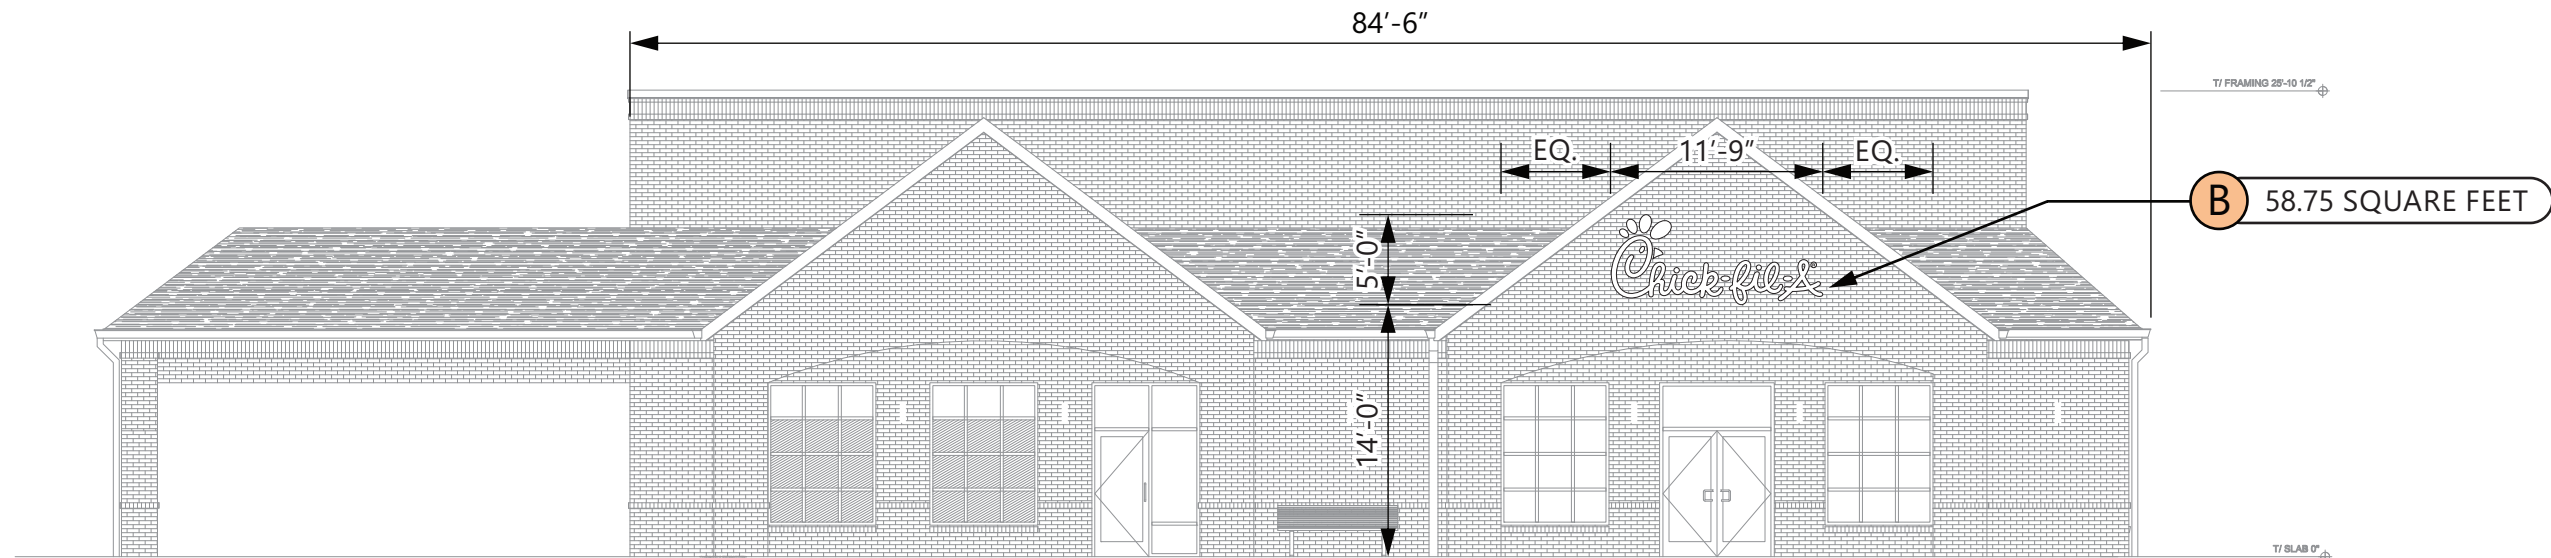 84'-6"
T/ FRAMING 25'-10 1/2"
EQ.
11'-9"
EQ.
B 58.75 SQUARE FEET
5'-0"
Chick-fil-A®
14'-0"
T/ SLAB 0"